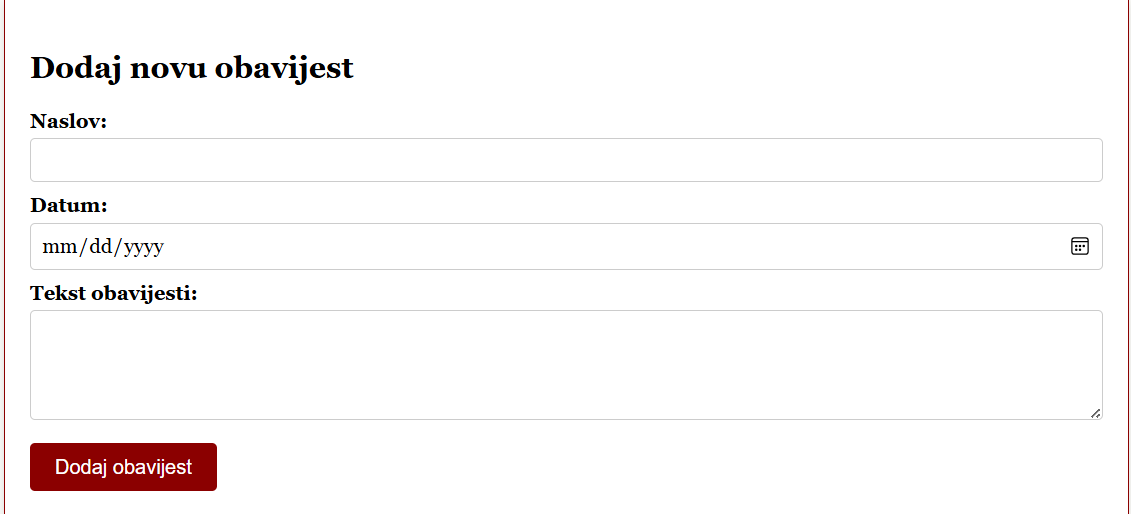 Dodaj novu obavijest
Naslov:
Datum:
mm/dd/yyyy
Tekst obavijesti:
Dodaj obavijest